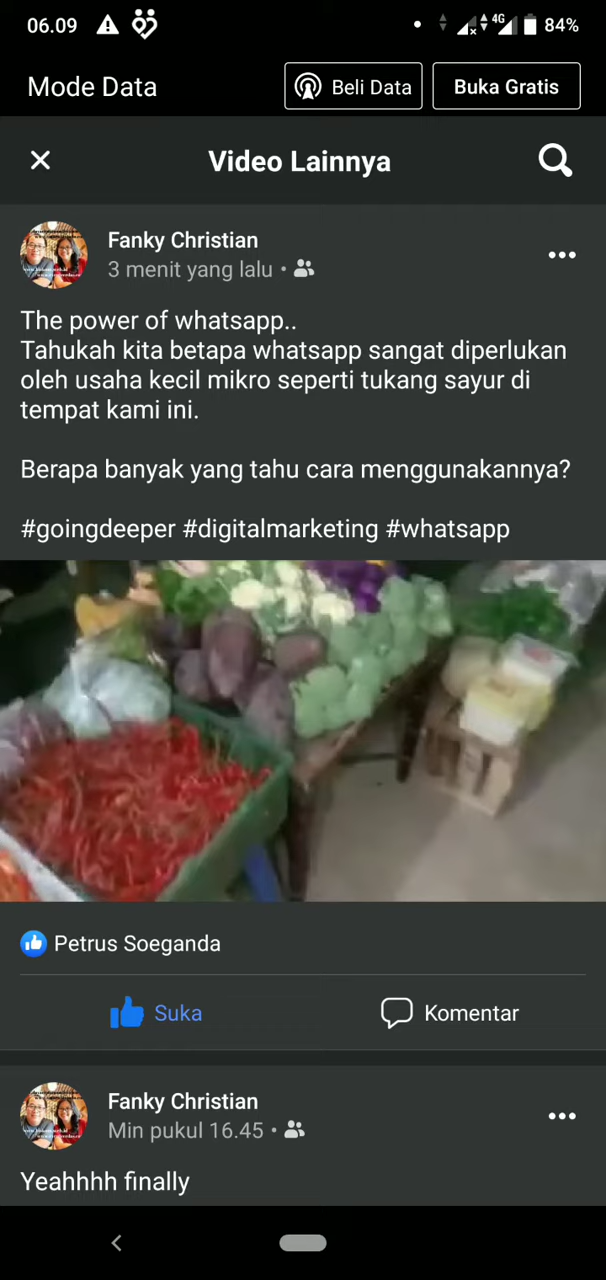 06.09
4G
84%
Mode Data
Beli Data
Buka Gratis
Video Lainnya
Fanky Christian
3 menit yang lalu •
The power of whatsapp..
Tahukah kita betapa whatsapp sangat diperlukan
oleh usaha kecil mikro seperti tukang sayur di
tempat kami ini.
Berapa banyak yang tahu cara menggunakannya?
#goingdeeper #digitalmarketing #whatsapp
Petrus Soeganda
Suka
Komentar
Fanky Christian
Min pukul 16.45 •
Yeahhhh finally